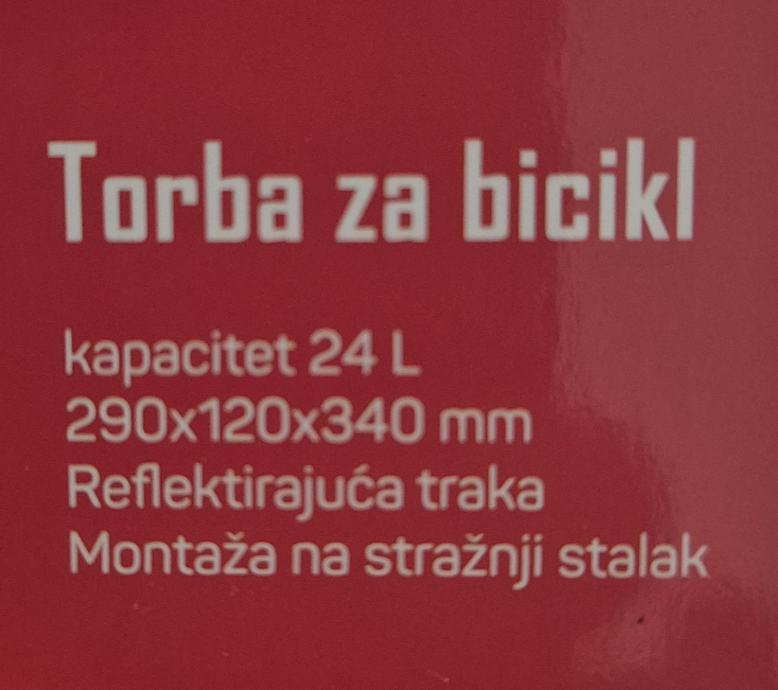 Torba za bicikl
kapacitet 24 L
290x120x340 mm
Reflektirajuća traka
Montaža na stražnji stalak